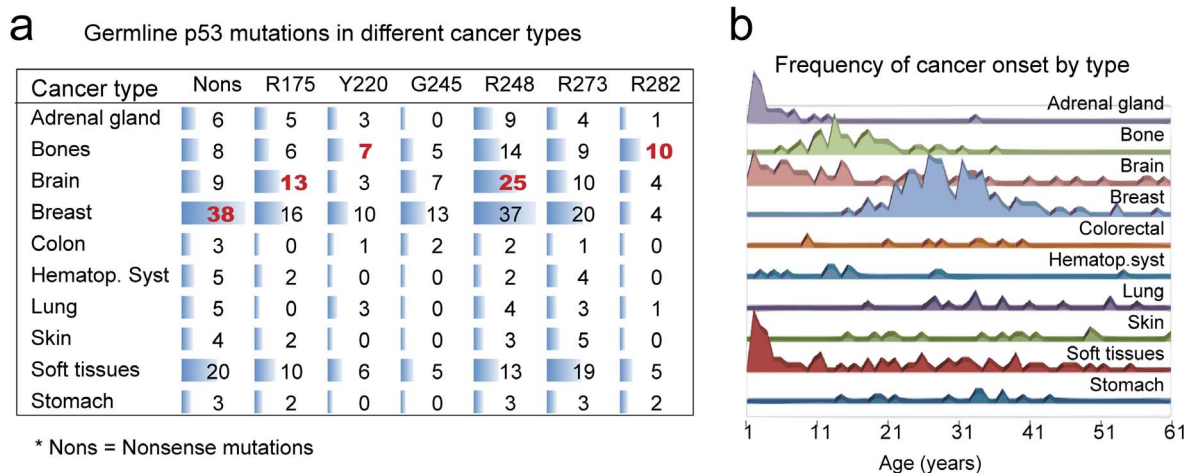 a
Germline p53 mutations in different cancer types
Cancer type Nons R175 Y220 G245 R248 R273 R282
Adrenal gland 6 5 3 0 9 4 1
Bones 8 6 7 5 14 9 10
Brain 9 13 3 7 25 10 4
Breast 38 16 10 13 37 20 4
Colon 3 0 1 2 2 1 0
Hematop. Syst 5 2 0 0 2 4 0
Lung 5 0 3 0 4 3 1
Skin 4 2 0 0 3 5 0
Soft tissues 20 10 6 5 13 19 5
Stomach 3 2 0 0 3 3 2
* Nons = Nonsense mutations
b
Frequency of cancer onset by type
Adrenal gland
Bone
Brain
Breast
Colorectal
Hematop.syst
Lung
Skin
Soft tissues
Stomach
1 11 21 31 41 51 61
Age (years)